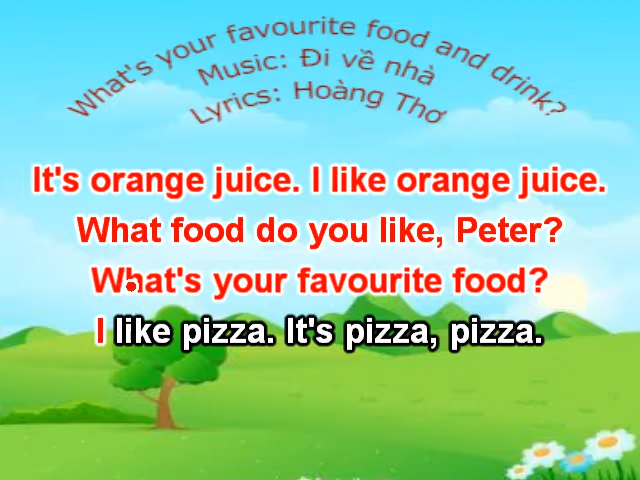 What's your favourite food and drink?
Music: Đi về nhà
Lyrics: Hoàng Thơ
It's orange juice. I like orange juice.
What food do you like, Peter?
What's your favourite food?
I like pizza. It's pizza, pizza.